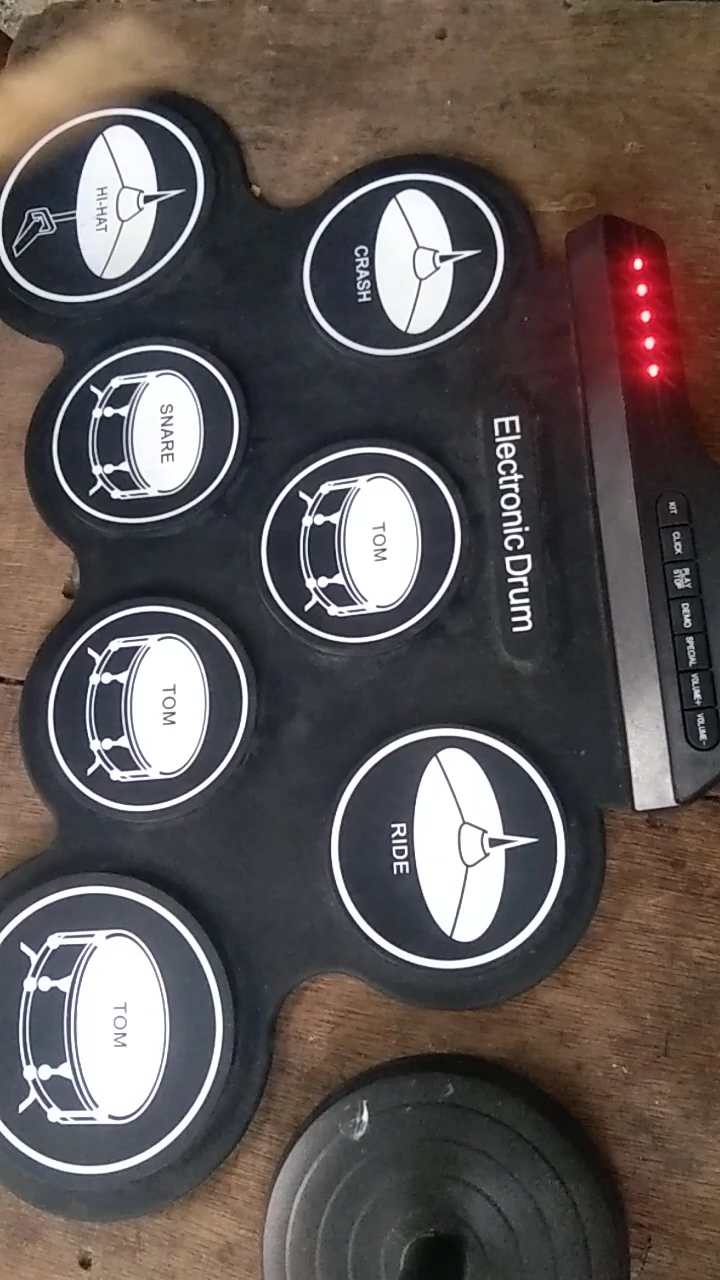 HI-HAT
CRASH
SNARE
TOM
Electronic Drum
TOM
RIDE
TOM
KIT
CLICK
PLAY
STOP
DEMO
SPECIAL
VOLUME+
VOLUME-